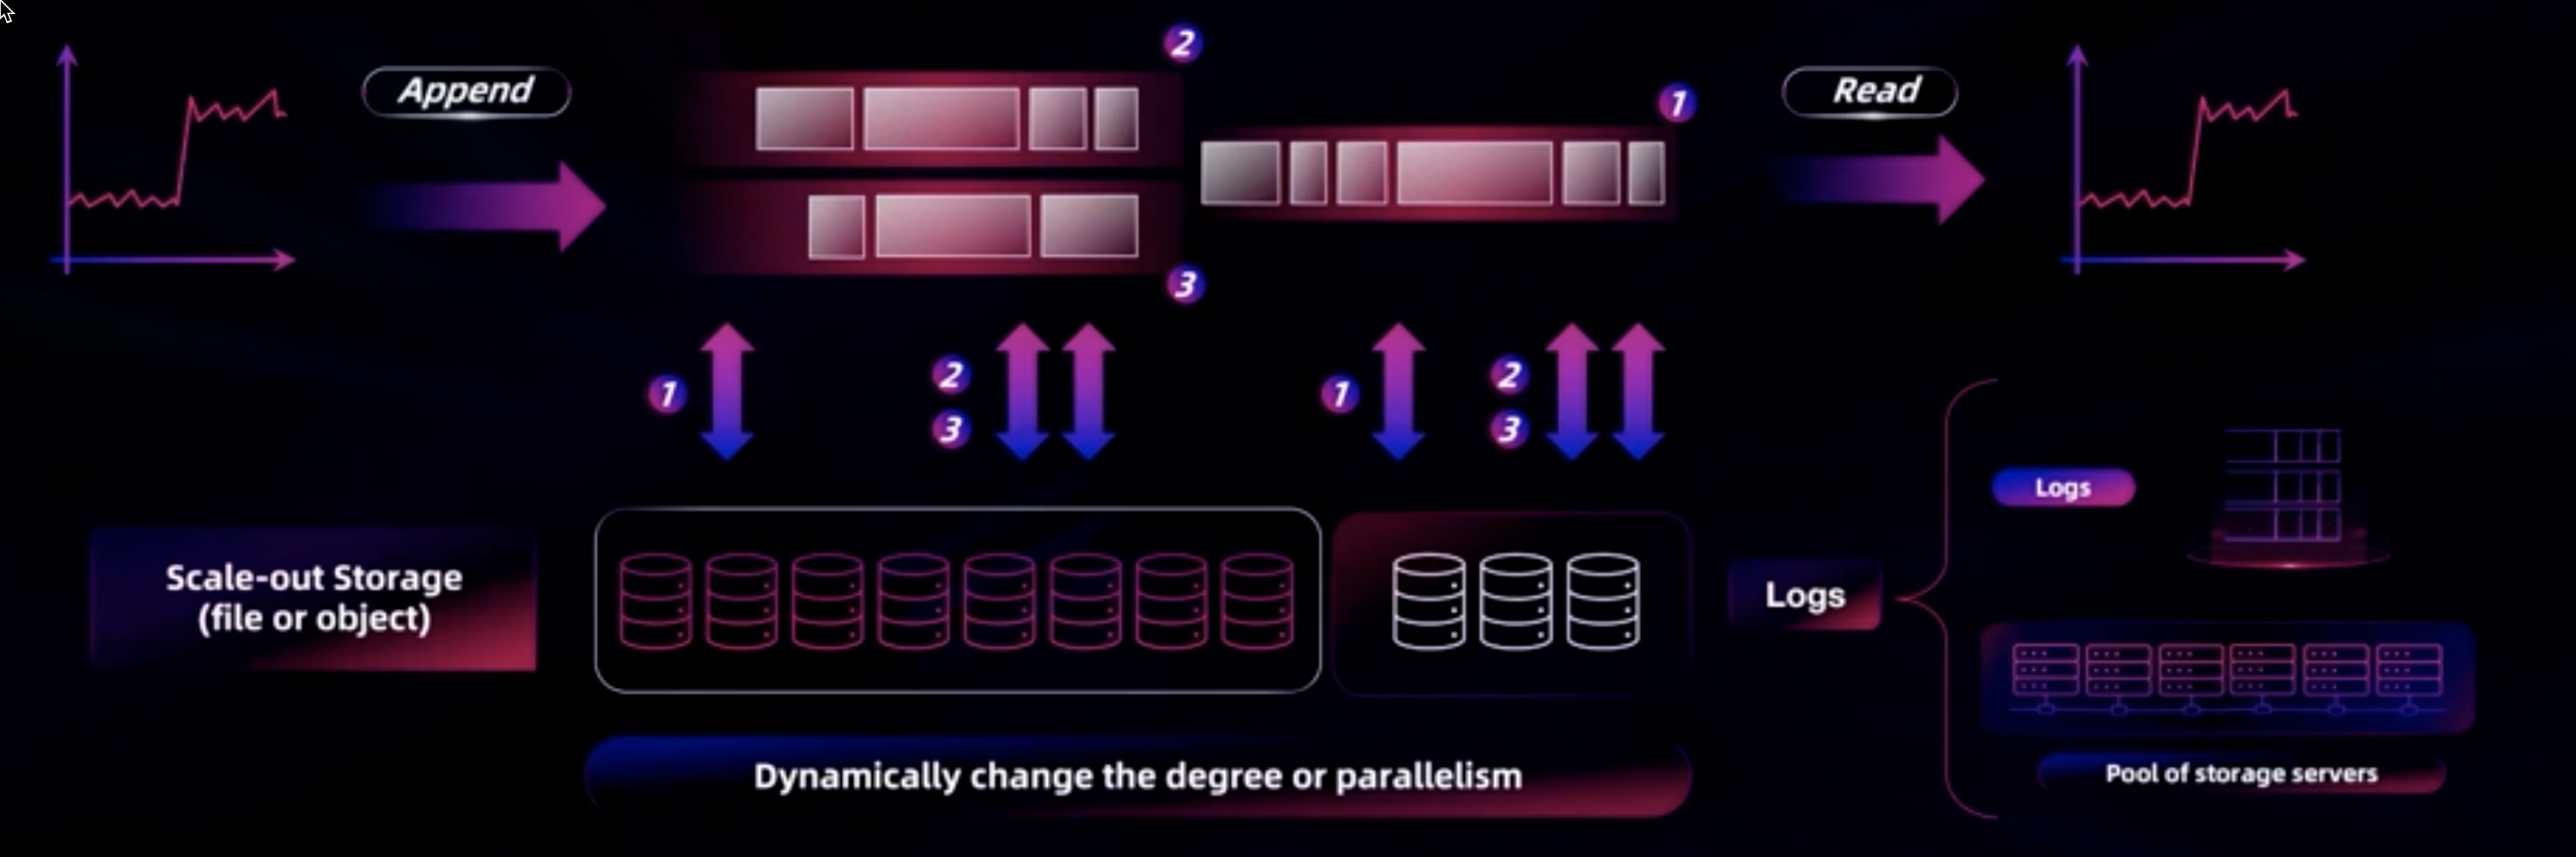 Append
2
1
Read
3
1
2
3
1
2
3
Logs
Scale-out Storage
(file or object)
Logs
Dynamically change the degree or parallelism
Pool of storage servers